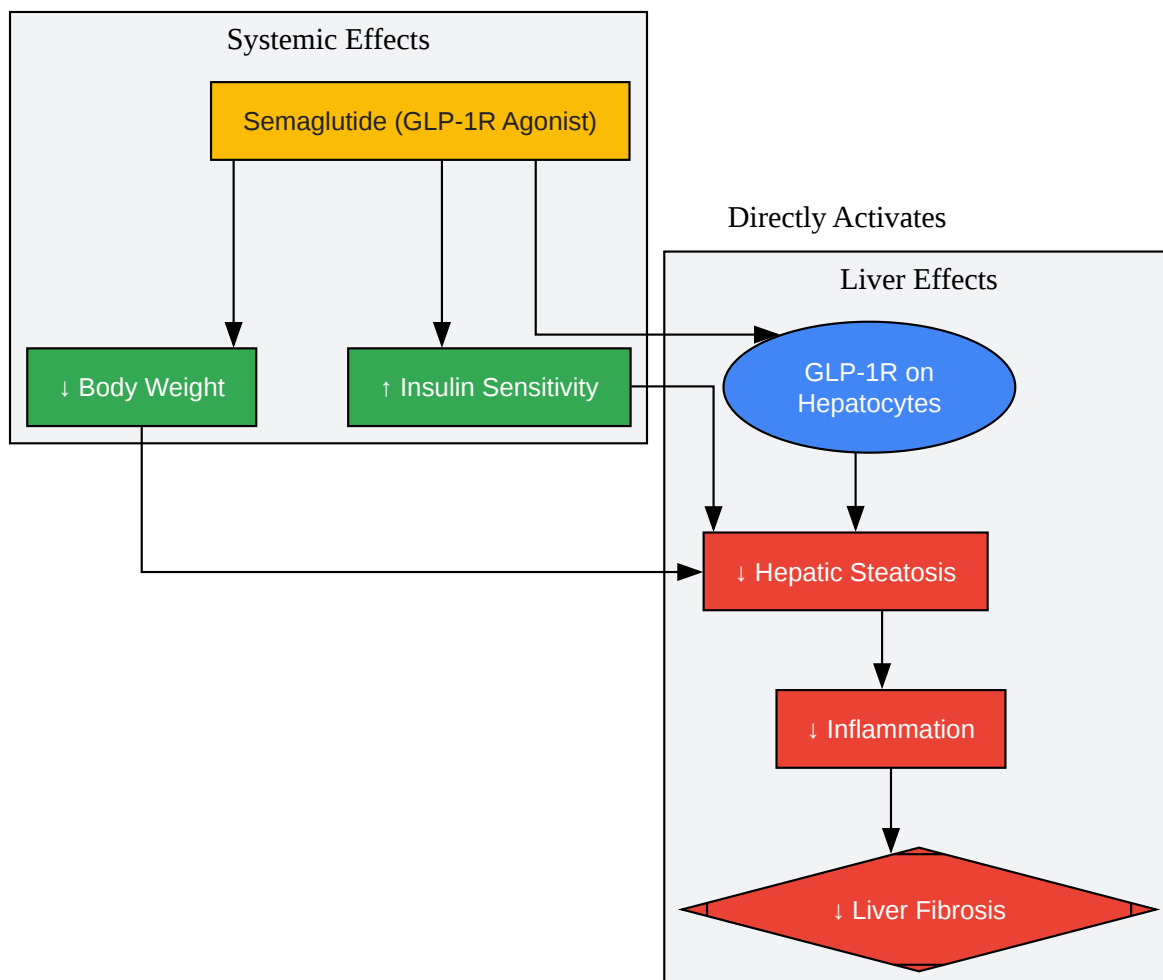 Systemic Effects
Semaglutide (GLP-1R Agonist)
Directly Activates
Liver Effects
↓ Body Weight
↑ Insulin Sensitivity
GLP-1R on
Hepatocytes
↓ Hepatic Steatosis
↓ Inflammation
↓ Liver Fibrosis